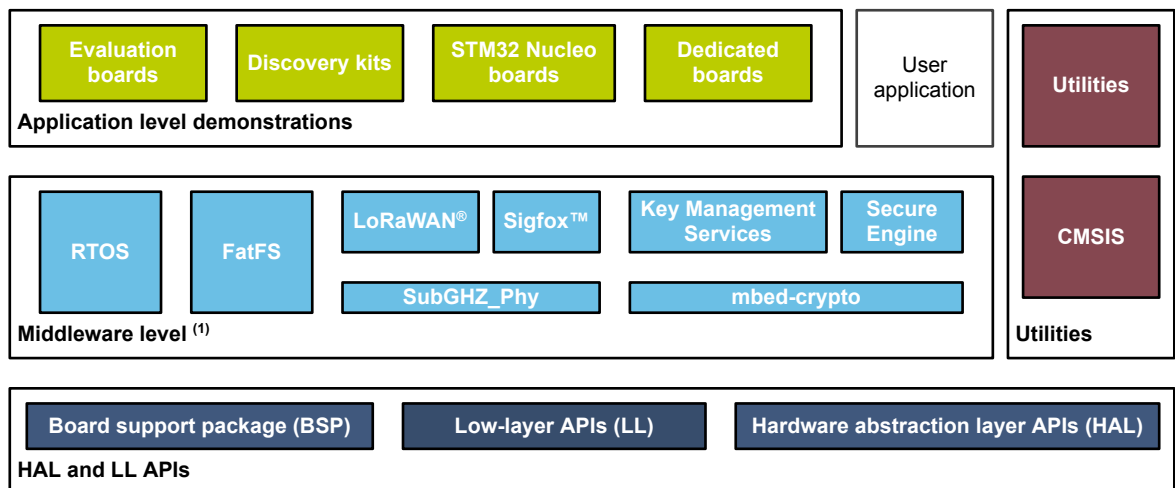 Evaluation
boards
Discovery kits
STM32 Nucleo
boards
Dedicated
boards
Application level demonstrations
User
application
Utilities
RTOS
FatFS
LoRaWAN®
Sigfox™
Key Management
Services
Secure
Engine
SubGHZ_Phy
mbed-crypto
Middleware level (1)
CMSIS
Utilities
Board support package (BSP)
Low-layer APIs (LL)
Hardware abstraction layer APIs (HAL)
HAL and LL APIs